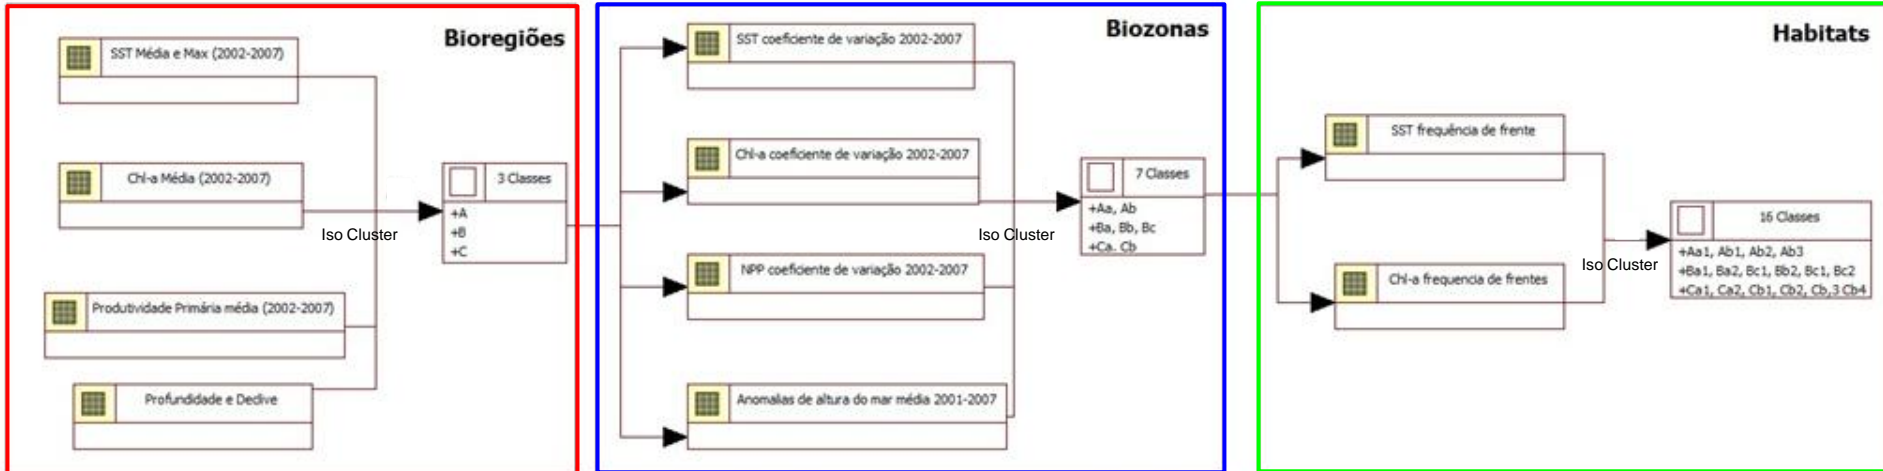 Bioregiões
SST Média e Max (2002-2007)
Chl-a Média (2002-2007)
Produtividade Primária média (2002-2007)
Profundidade e Declive
Iso Cluster
3 Classes
+A
+B
+C
Biozonas
SST coeficiente de variação 2002-2007
Chl-a coeficiente de variação 2002-2007
NPP coeficiente de variação 2002-2007
Anomalias de altura do mar média 2001-2007
Iso Cluster
7 Classes
+Aa, Ab
+Ba, Bb, Bc
+Ca. Cb
Habitats
SST frequência de frente
Chl-a frequencia de frentes
Iso Cluster
16 Classes
+Aa1, Ab1, Ab2, Ab3
+Ba1, Ba2, Bc1, Bb2, Bc1, Bc2
+Ca1, Ca2, Cb1, Cb2, Cb,3 Cb4